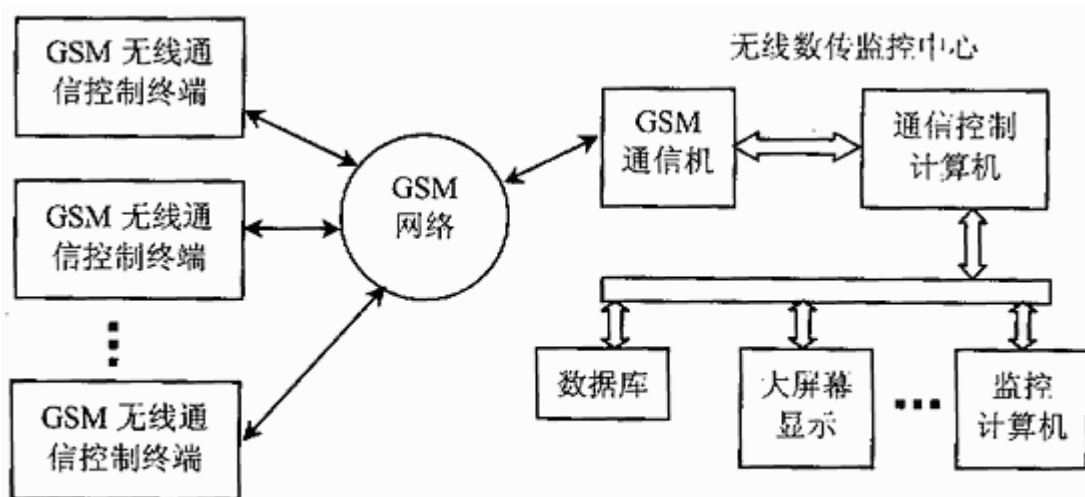 GSM 无线通
信控制终端
GSM 无线通
信控制终端
GSM 无线通
信控制终端
GSM
网络
无线数传监控中心
GSM
通信机
通信控制
计算机
数据库
大屏幕
显示
监控
计算机